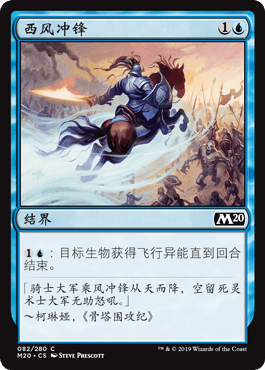 西风冲锋 1
结界 M20
1 : 目标生物获得飞行异能直到回合
结束。
「骑士大军乘风冲锋从天而降，空留死灵
术士大军无助怒吼。」
～柯琳娅，《骨塔围攻纪》
082/280 C
M20 • CS STEVE PRESCOTT
™ & © 2019 Wizards of the Coast